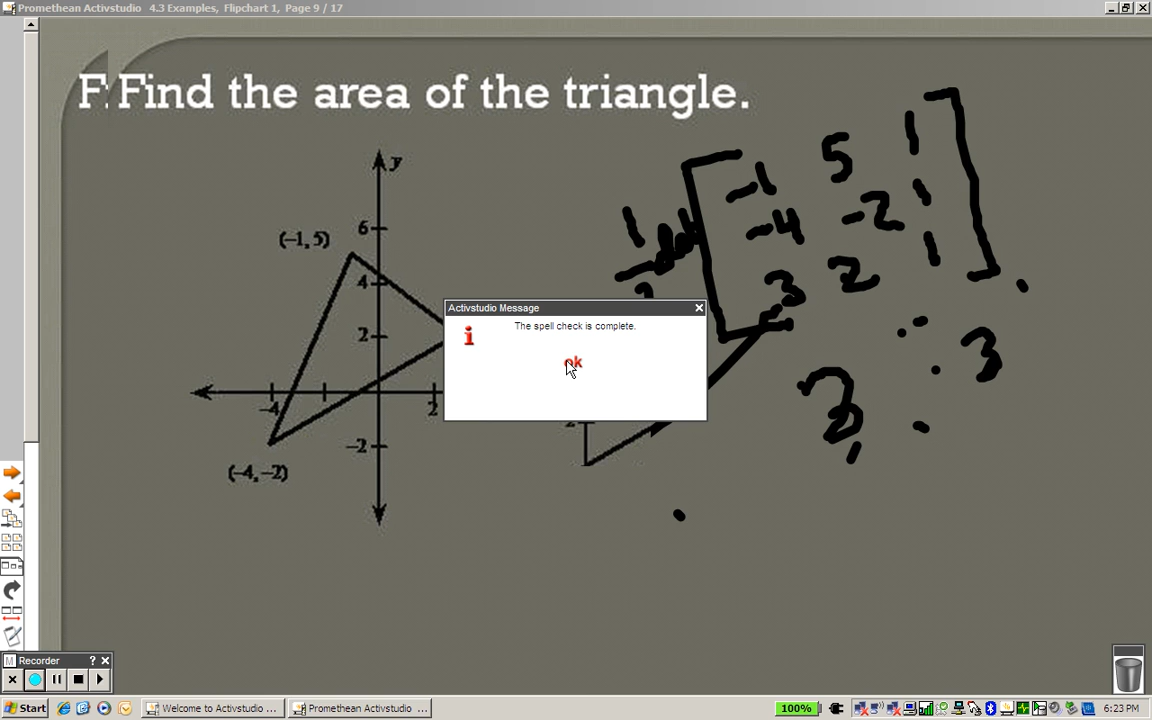 Promethean Activstudio 4.3 Examples, Flipchart 1, Page 9 / 17
F Find the area of the triangle.
y
(−1, 5)
6
4
2
−4
2
−2
(−4, −2)
1
det
-1 5 1
-4 -2 1
3 2 1
3
Activstudio Message
The spell check is complete.
ok
Recorder ?
Start Welcome to Activstudio ... Promethean Activstudio ... 100% 6:23 PM